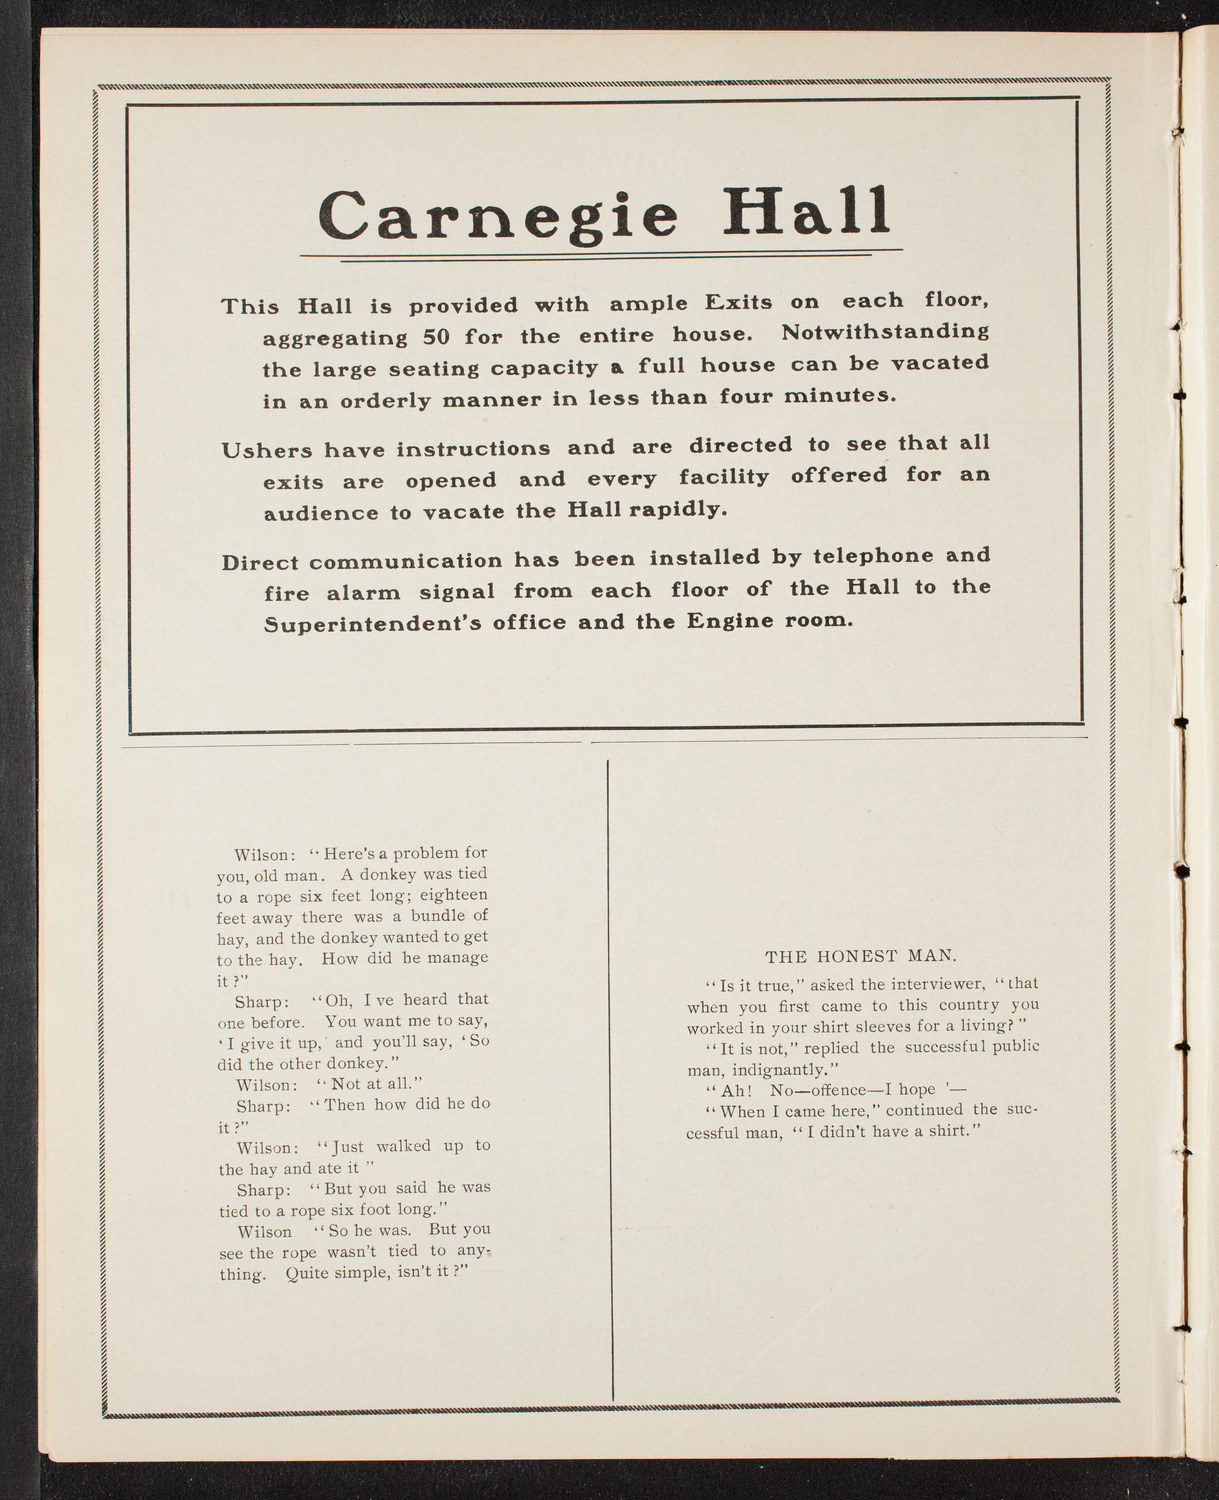 Carnegie Hall
This Hall is provided with ample Exits on each floor,
aggregating 50 for the entire house. Notwithstanding
the large seating capacity a full house can be vacated
in an orderly manner in less than four minutes.
Ushers have instructions and are directed to see that all
exits are opened and every facility offered for an
audience to vacate the Hall rapidly.
Direct communication has been installed by telephone and
fire alarm signal from each floor of the Hall to the
Superintendent's office and the Engine room.
Wilson: "Here's a problem for
you, old man. A donkey was tied
to a rope six feet long; eighteen
feet away there was a bundle of
hay, and the donkey wanted to get
to the hay. How did he manage
it?"
Sharp: "Oh, I've heard that
one before. You want me to say,
'I give it up,' and you'll say, 'So
did the other donkey."
Wilson: "Not at all."
Sharp: "Then how did he do
it?"
Wilson: "Just walked up to
the hay and ate it "
Sharp: "But you said he was
tied to a rope six foot long."
Wilson "So he was. But you
see the rope wasn't tied to any-
thing. Quite simple, isn't it?"
THE HONEST MAN.
"Is it true," asked the interviewer, "that
when you first came to this country you
worked in your shirt sleeves for a living?"
"It is not," replied the successful public
man, indignantly."
"Ah! No—offence—I hope '—
"When I came here," continued the suc-
cessful man, "I didn't have a shirt."